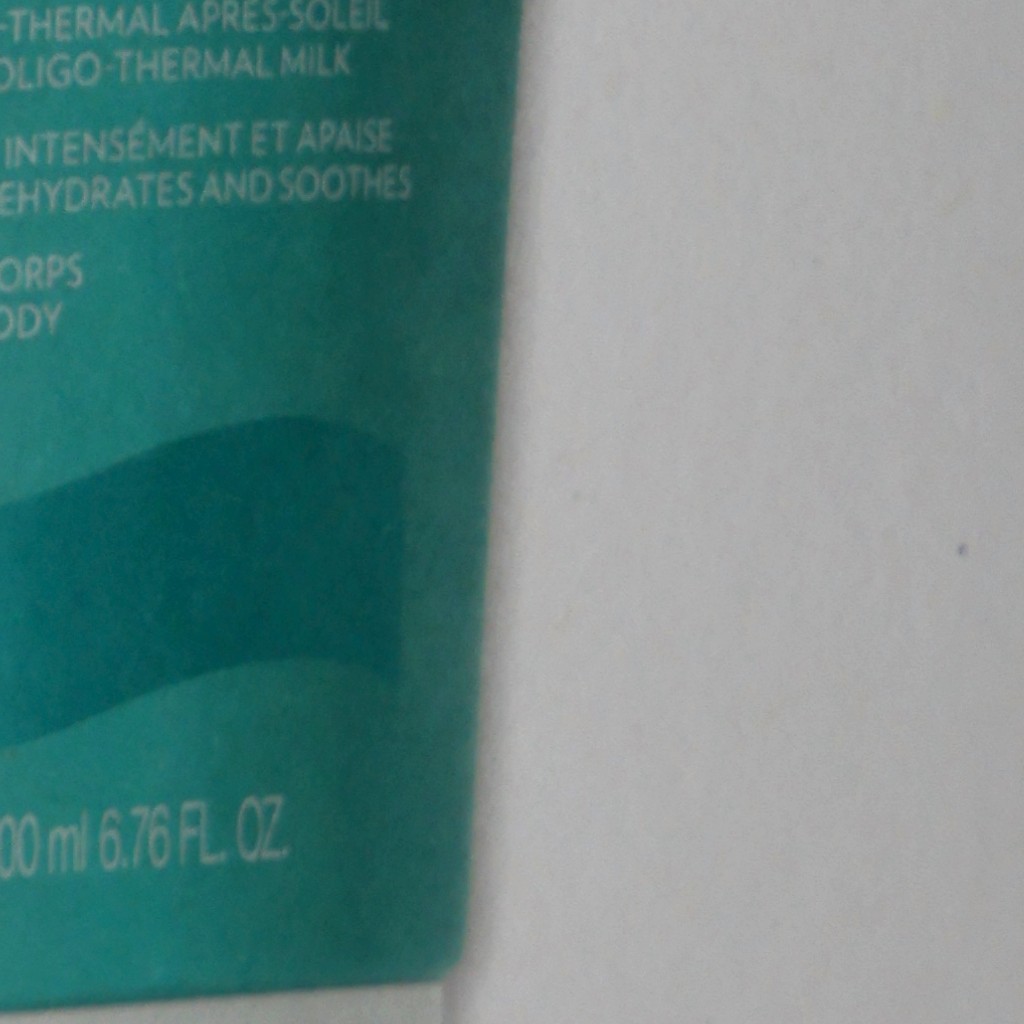 -THERMAL APRÈS-SOLEIL
OLIGO-THERMAL MILK
INTENSÉMENT ET APAISE
EHYDRATES AND SOOTHES
ORPS
ODY
00 ml 6.76 FL. OZ.